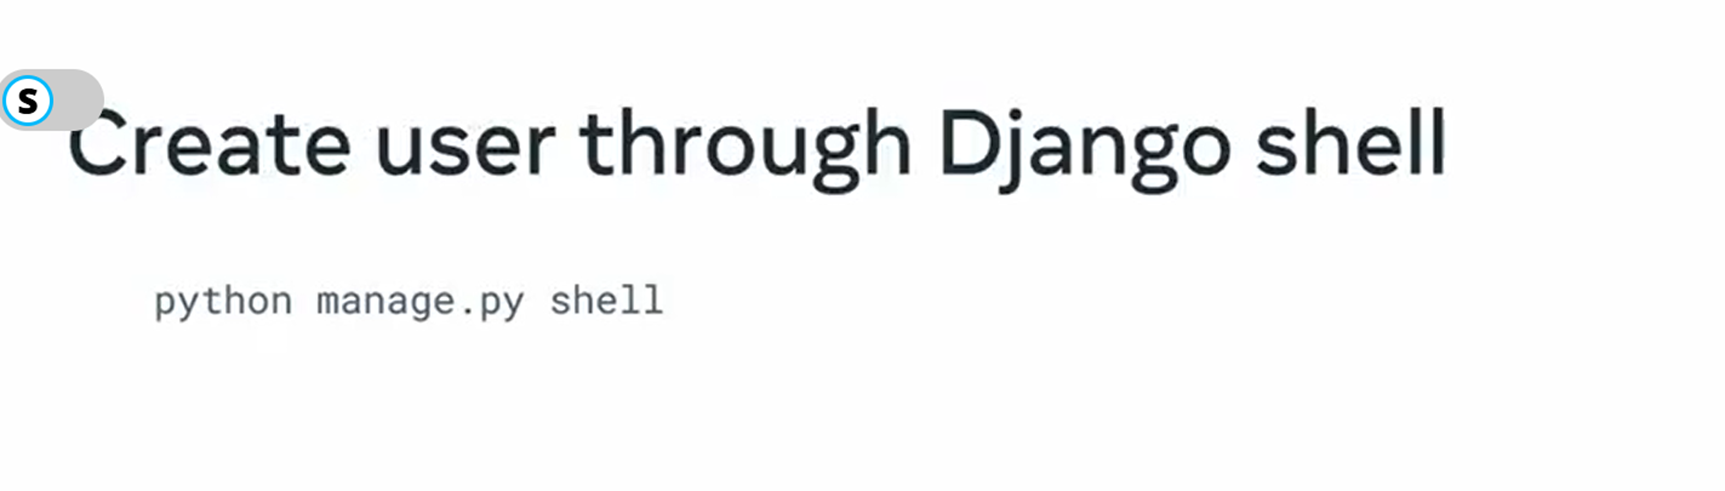 S
Create user through Django shell
python manage.py shell